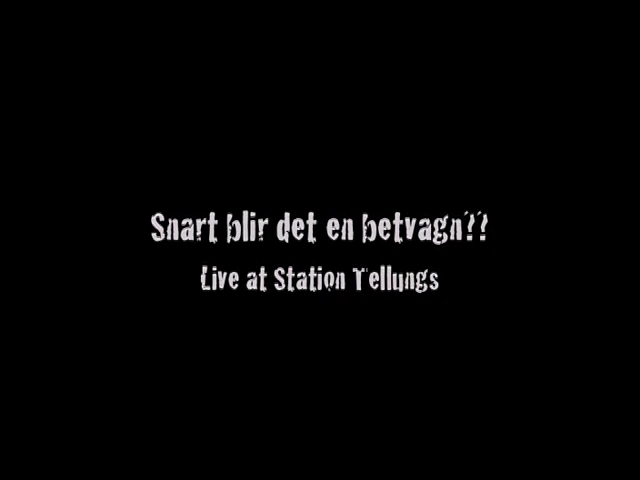 Snart blir det en betvagn??
Live at Station Tellungs